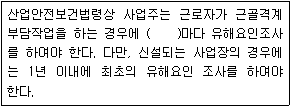 산업안전보건법령상 사업주는 근로자가 근골격계
부담작업을 하는 경우에 (    )마다 유해요인조사
를 하여야 한다. 다만, 신설되는 사업장의 경우에
는 1년 이내에 최초의 유해요인 조사를 하여야
한다.